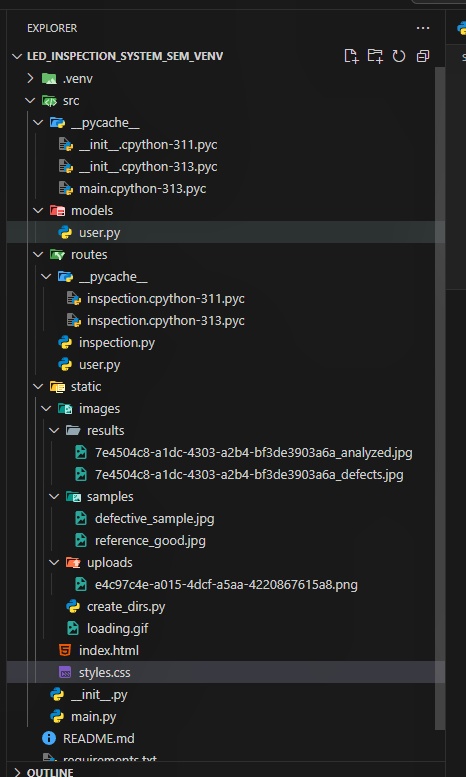 EXPLORER
LED_INSPECTION_SYSTEM_SEM_VENV
.venv
src
__pycache__
__init__.cpython-311.pyc
__init__.cpython-313.pyc
main.cpython-313.pyc
models
user.py
routes
__pycache__
inspection.cpython-311.pyc
inspection.cpython-313.pyc
inspection.py
user.py
static
images
results
7e4504c8-a1dc-4303-a2b4-bf3de3903a6a_analyzed.jpg
7e4504c8-a1dc-4303-a2b4-bf3de3903a6a_defects.jpg
samples
defective_sample.jpg
reference_good.jpg
uploads
e4c97c4e-a015-4dcf-a5aa-4220867615a8.png
create_dirs.py
loading.gif
index.html
styles.css
__init__.py
main.py
README.md
requirements.txt
OUTLINE